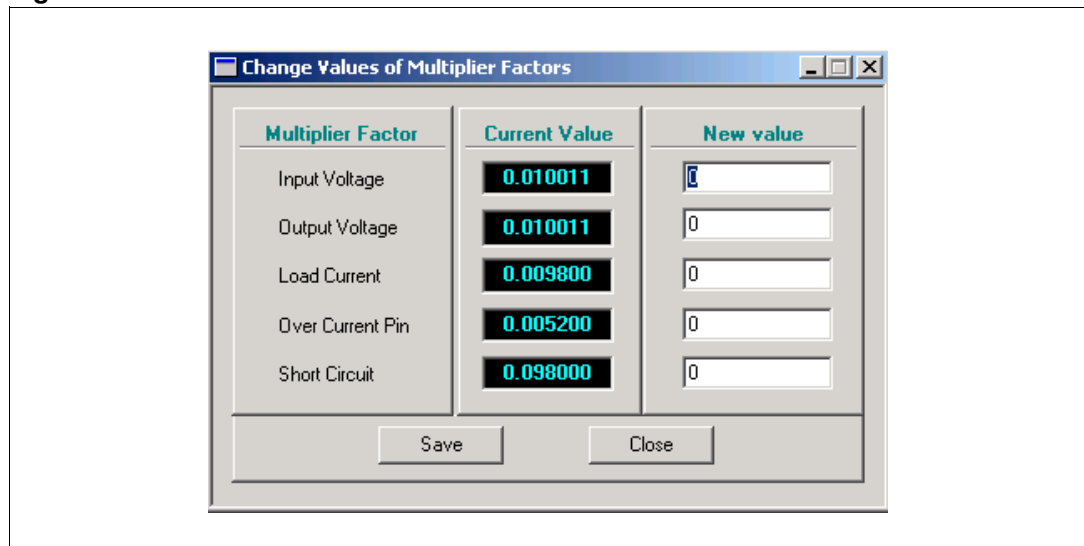 Change Values of Multiplier Factors
Multiplier Factor Current Value New value
Input Voltage 0.010011 0
Output Voltage 0.010011 0
Load Current 0.009800 0
Over Current Pin 0.005200 0
Short Circuit 0.098000 0
Save Close